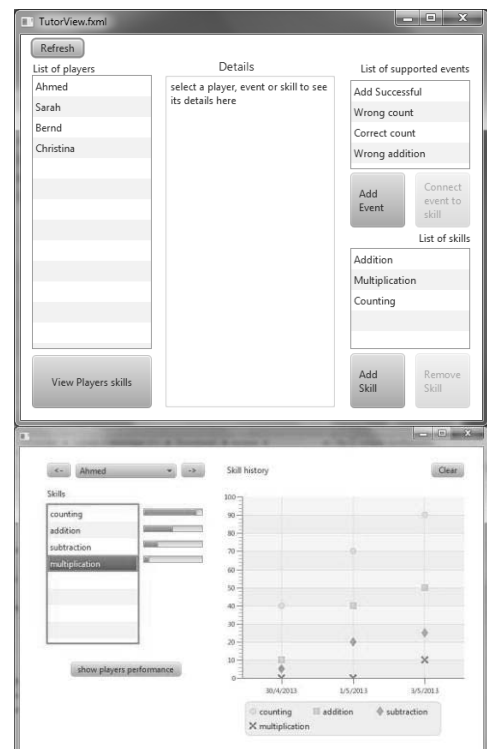 TutorView.fxml
Refresh
List of players
Ahmed
Sarah
Bernd
Christina
View Players skills
Details
select a player, event or skill to see
its details here
List of supported events
Add Successful
Wrong count
Correct count
Wrong addition
Add
Event
Connect
event to
skill
List of skills
Addition
Multiplication
Counting
Add
Skill
Remove
Skill
<- Ahmed ->
Skills
counting
addition
subtraction
multiplication
show players performance
Skill history
Clear
100
90
80
70
60
50
40
30
20
10
0
30/4/2013 1/5/2013 3/5/2013
counting addition subtraction
multiplication